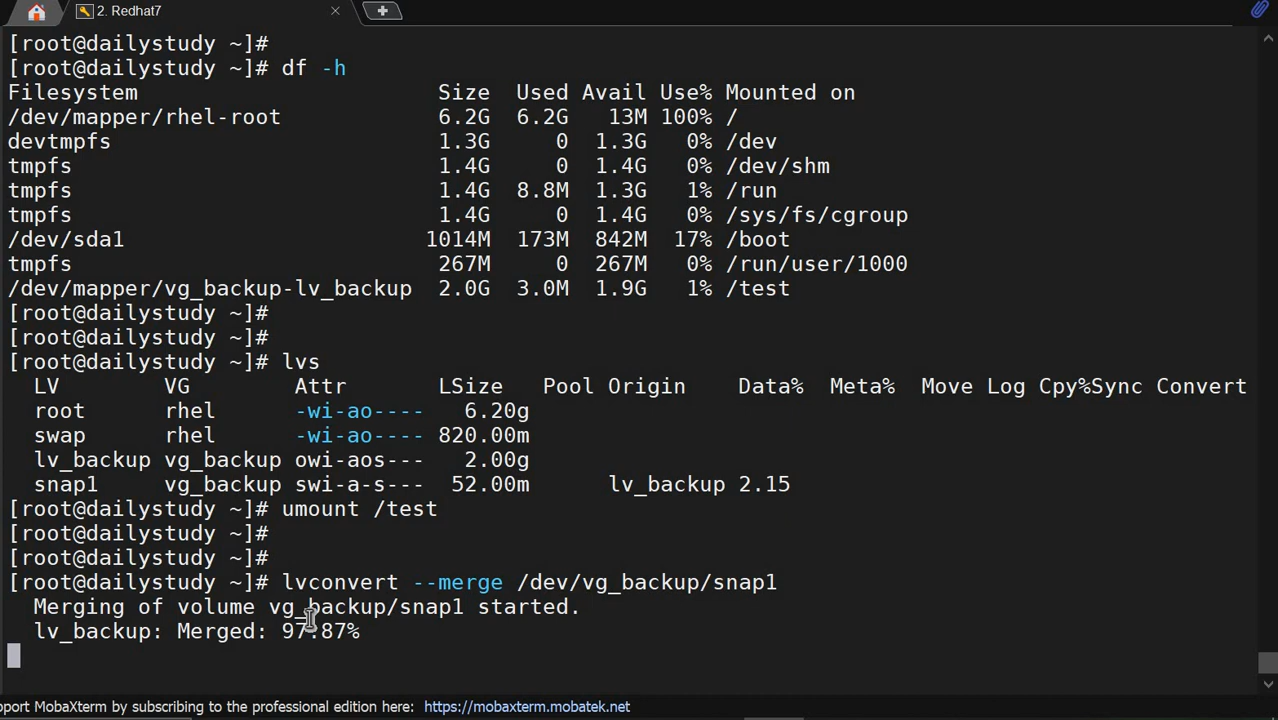 2. Redhat7
[root@dailystudy ~]#
[root@dailystudy ~]# df -h
Filesystem Size Used Avail Use% Mounted on
/dev/mapper/rhel-root 6.2G 6.2G 13M 100% /
devtmpfs 1.3G 0 1.3G 0% /dev
tmpfs 1.4G 0 1.4G 0% /dev/shm
tmpfs 1.4G 8.8M 1.3G 1% /run
tmpfs 1.4G 0 1.4G 0% /sys/fs/cgroup
/dev/sda1 1014M 173M 842M 17% /boot
tmpfs 267M 0 267M 0% /run/user/1000
/dev/mapper/vg_backup-lv_backup 2.0G 3.0M 1.9G 1% /test
[root@dailystudy ~]#
[root@dailystudy ~]#
[root@dailystudy ~]# lvs
LV VG Attr LSize Pool Origin Data% Meta% Move Log Cpy%Sync Convert
root rhel -wi-ao---- 6.20g
swap rhel -wi-ao---- 820.00m
lv_backup vg_backup owi-aos--- 2.00g
snap1 vg_backup swi-a-s--- 52.00m lv_backup 2.15
[root@dailystudy ~]# umount /test
[root@dailystudy ~]#
[root@dailystudy ~]#
[root@dailystudy ~]# lvconvert --merge /dev/vg_backup/snap1
Merging of volume vg_backup/snap1 started.
lv_backup: Merged: 97.87%
pport MobaXterm by subscribing to the professional edition here: https://mobaxterm.mobatek.net